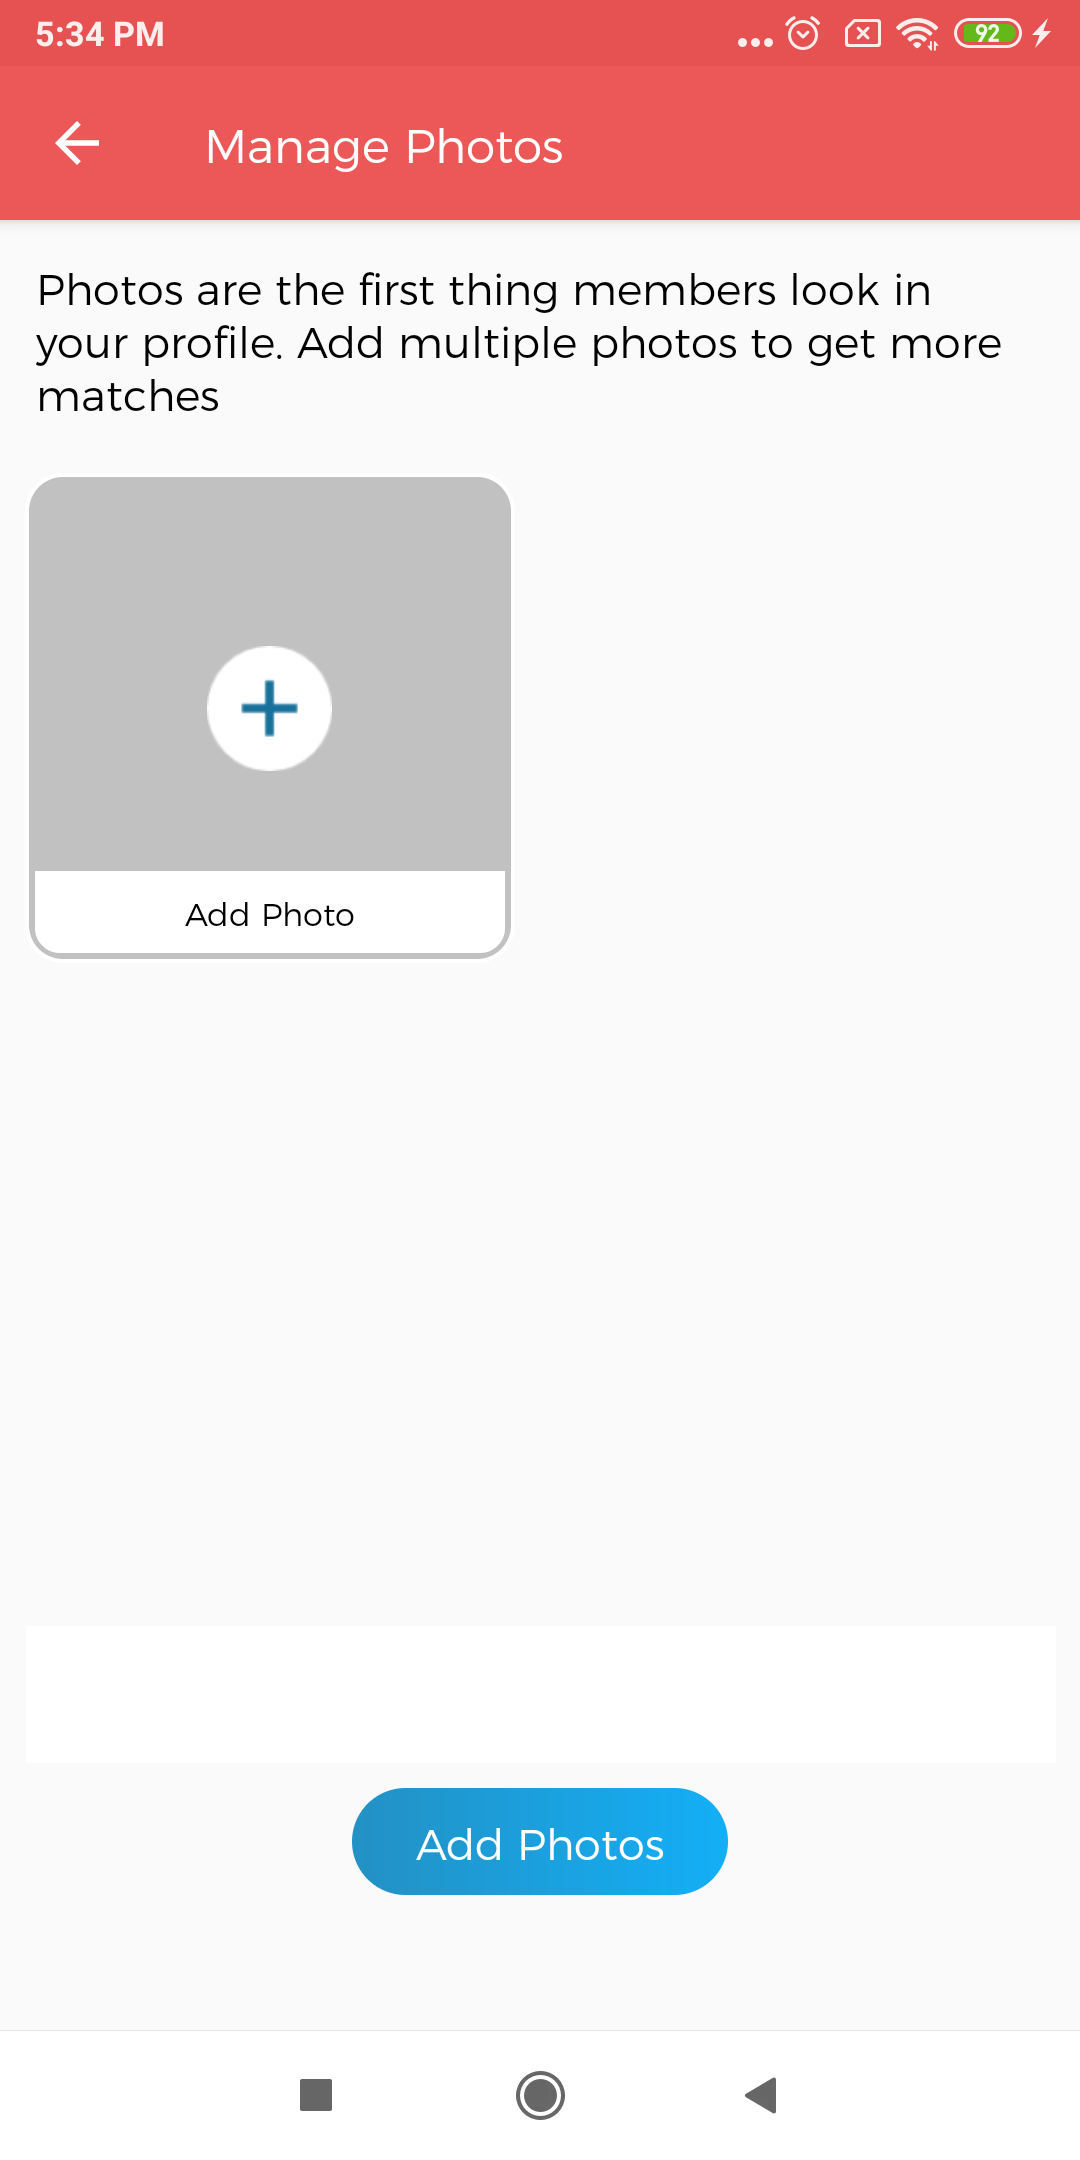 5:34 PM
92
Manage Photos
Photos are the first thing members look in
your profile. Add multiple photos to get more
matches
Add Photo
Add Photos